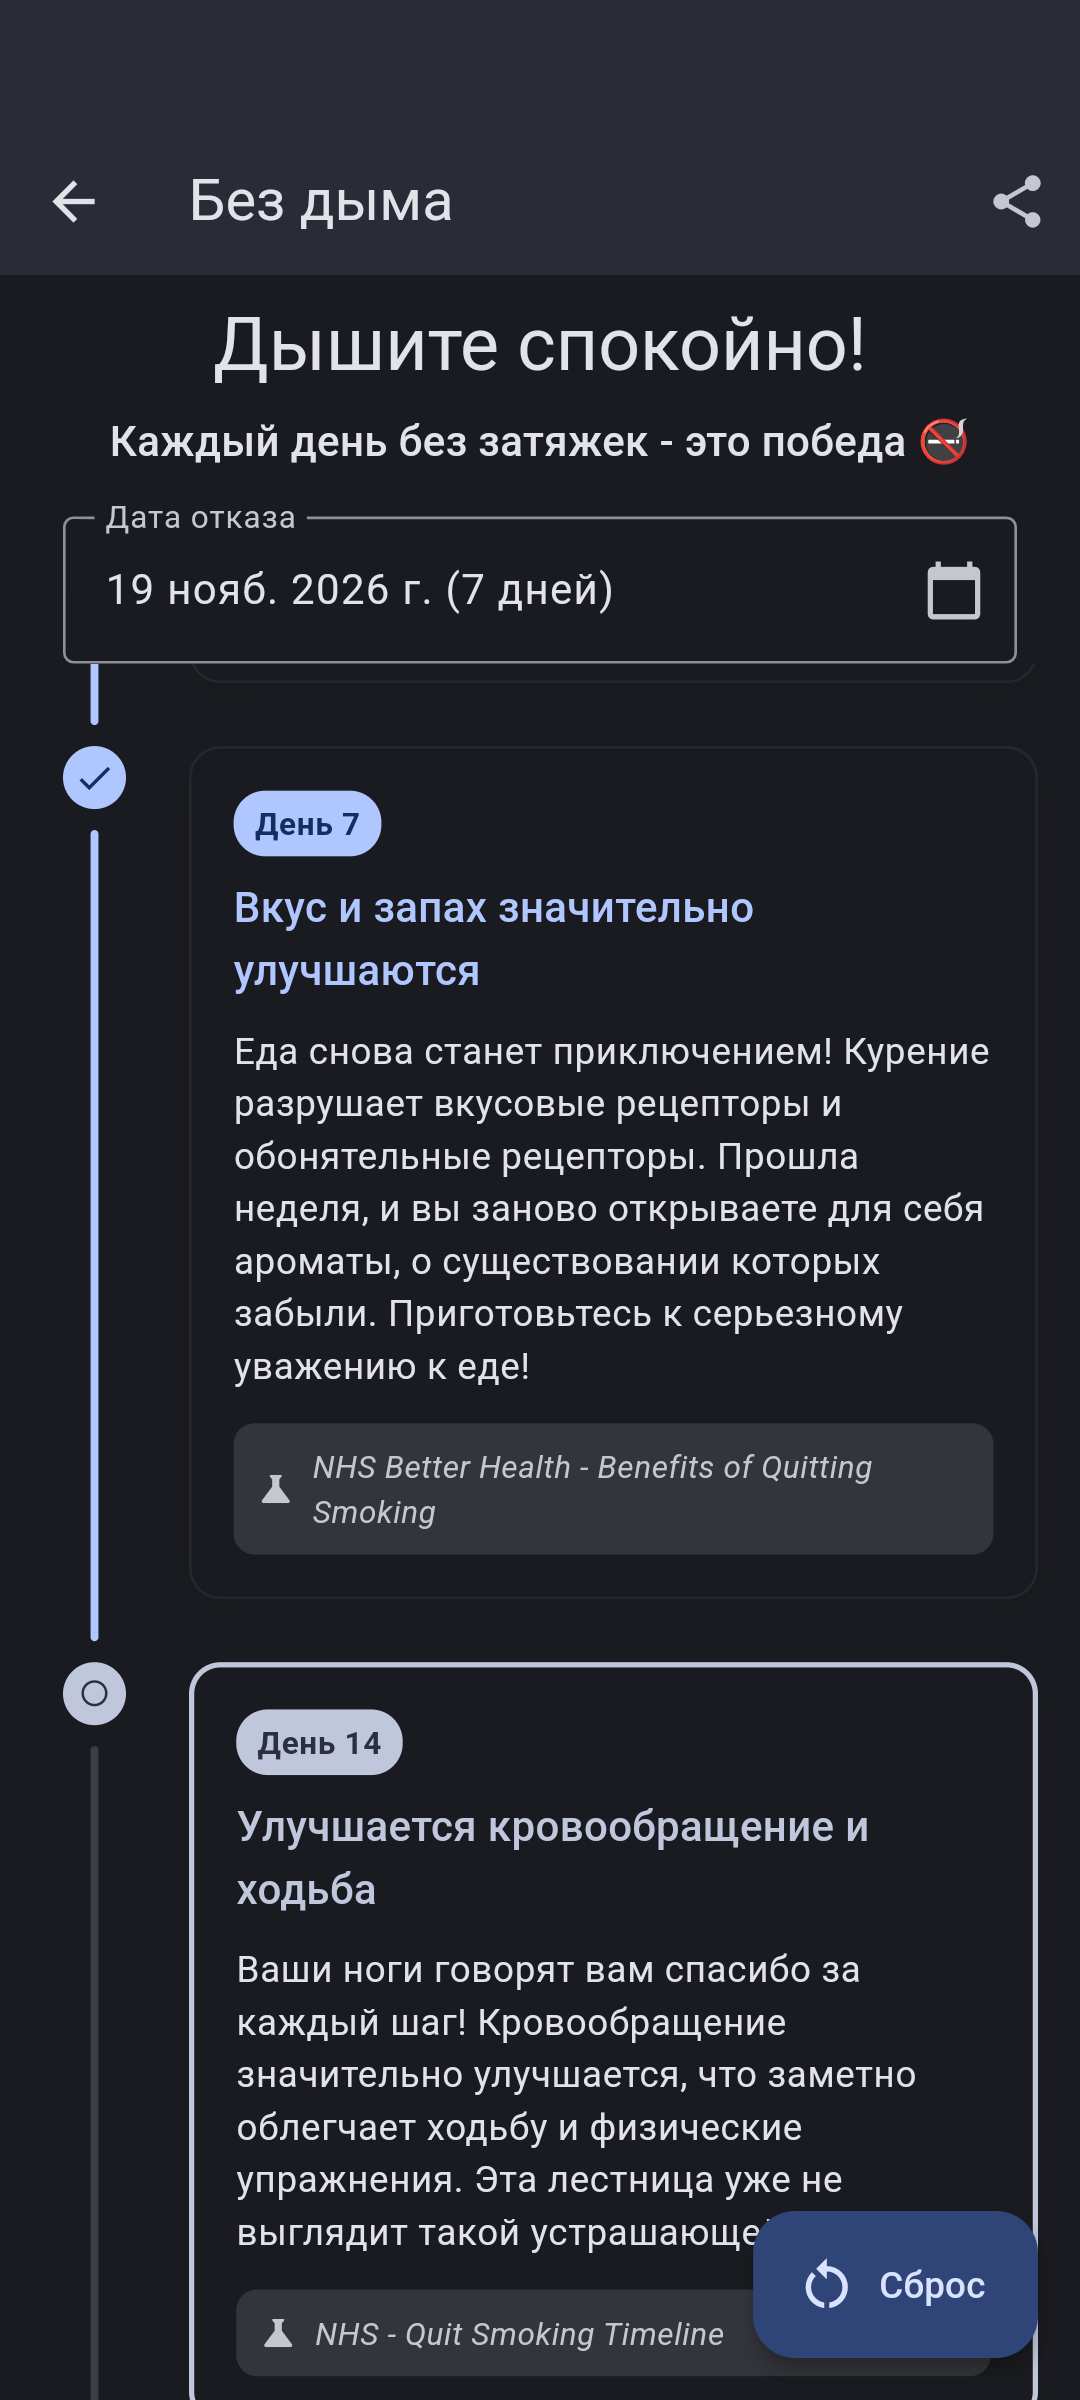 Без дыма
Дышите спокойно!
Каждый день без затяжек - это победа 🚭
Дата отказа
19 нояб. 2026 г. (7 дней)
День 7
Вкус и запах значительно
улучшаются
Еда снова станет приключением! Курение
разрушает вкусовые рецепторы и
обонятельные рецепторы. Прошла
неделя, и вы заново открываете для себя
ароматы, о существовании которых
забыли. Приготовьтесь к серьезному
уважению к еде!
NHS Better Health - Benefits of Quitting
Smoking
День 14
Улучшается кровообращение и
ходьба
Ваши ноги говорят вам спасибо за
каждый шаг! Кровообращение
значительно улучшается, что заметно
облегчает ходьбу и физические
упражнения. Эта лестница уже не
выглядит такой
Сброс
NHS - Quit Smoking Timeline